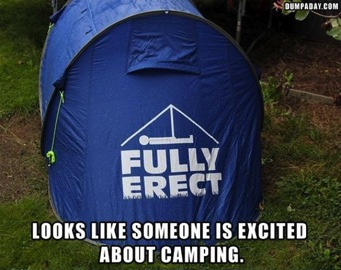 DUMPADAY.COM
FULLY
ERECT
LOOKS LIKE SOMEONE IS EXCITED
ABOUT CAMPING.